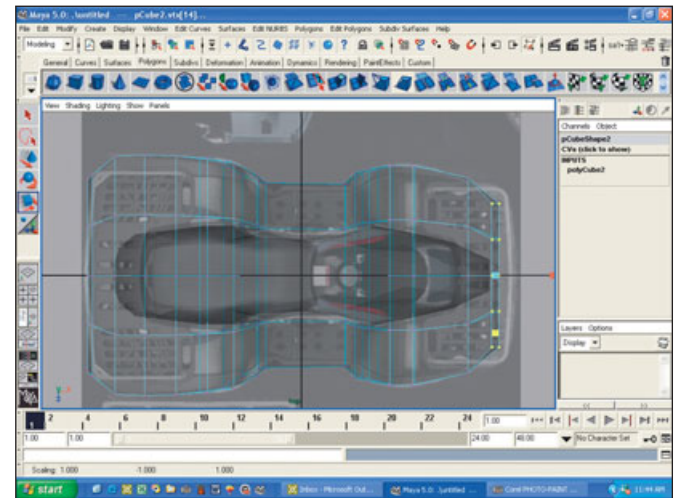 Maya 5.0: .\untitled --- pCube2.vtx[14]...
File Edit Modify Create Display Window Edit Curves Surfaces Edit NURBS Polygons Edit Polygons Subdiv Surfaces Help
Modeling
General Curves Surfaces Polygons Subdivs Deformation Animation Dynamics Rendering PaintEffects Custom
View Shading Lighting Show Panels
Channels Object
pCubeShape2
CVs (click to show)
INPUTS
polyCube2
Layers Options
Display
1 2 4 6 8 10 12 14 16 18 20 22 24 1.00
1.00 1.00 24.00 48.00 No Character Set
Scaling: 1.000 -1.000 1.000
start Inbox - Microsoft Out... Maya 5.0: .\untitled ... Corel PHOTO-PAINT ... 11:44 AM